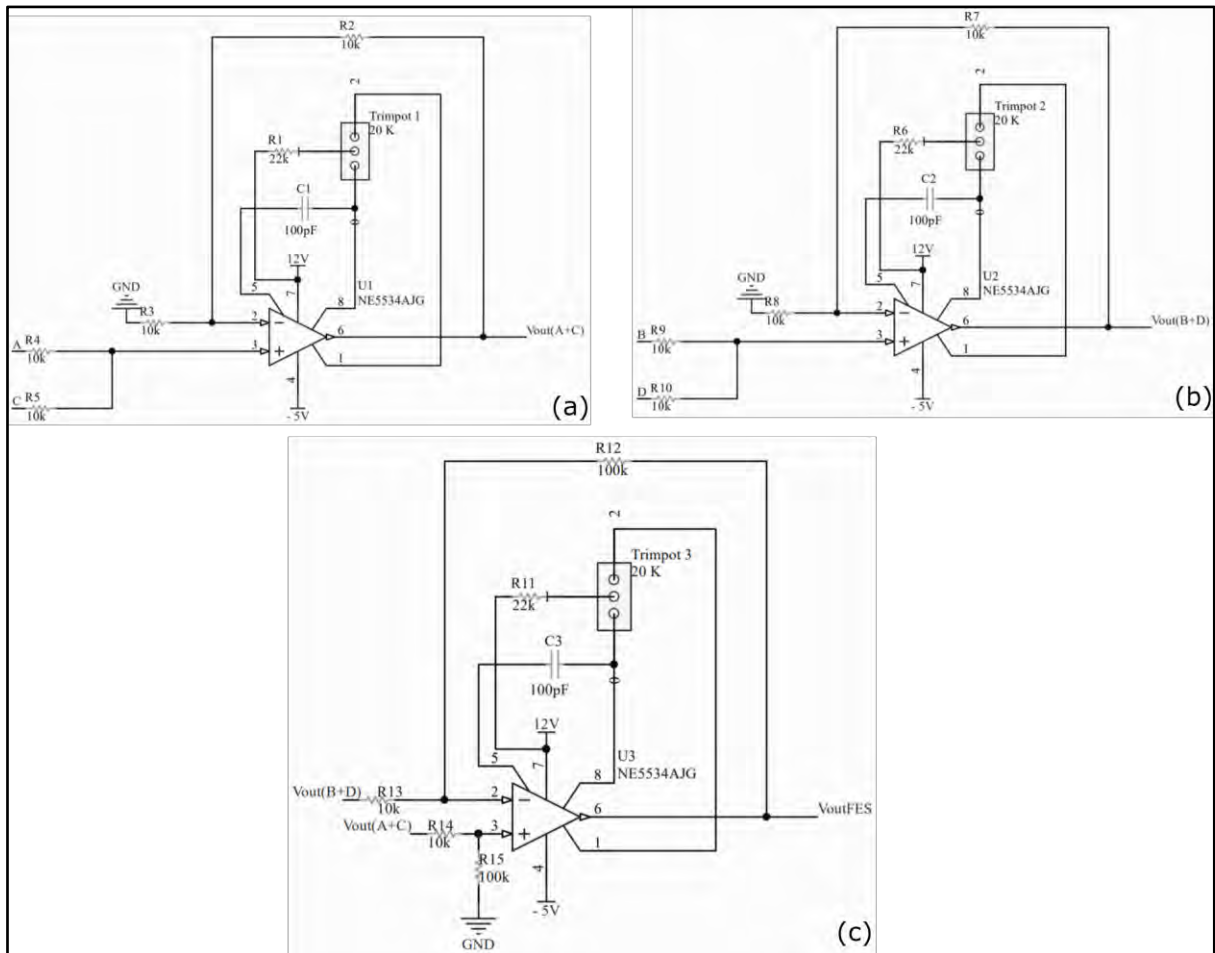 R2
10k
2
Trimpot 1
20 K
R1
22k
C1
100pF
0
12V
U1
NE5534AJG
5
7
8
GND
R3
10k
2
6
Vout(A+C)
A R4
10k
3
1
4
C R5
10k
- 5V
(a)
R7
10k
2
Trimpot 2
20 K
R6
22k
C2
100pF
0
12V
U2
NE5534AJG
5
7
8
GND
R8
10k
2
6
Vout(B+D)
B R9
10k
3
1
4
D R10
10k
- 5V
(b)
R12
100k
2
Trimpot 3
20 K
R11
22k
C3
100pF
0
12V
U3
NE5534AJG
5
7
8
Vout(B+D) R13
10k
2
6
VoutFES
Vout(A+C) R14
10k
3
1
R15
100k
4
- 5V
GND
(c)